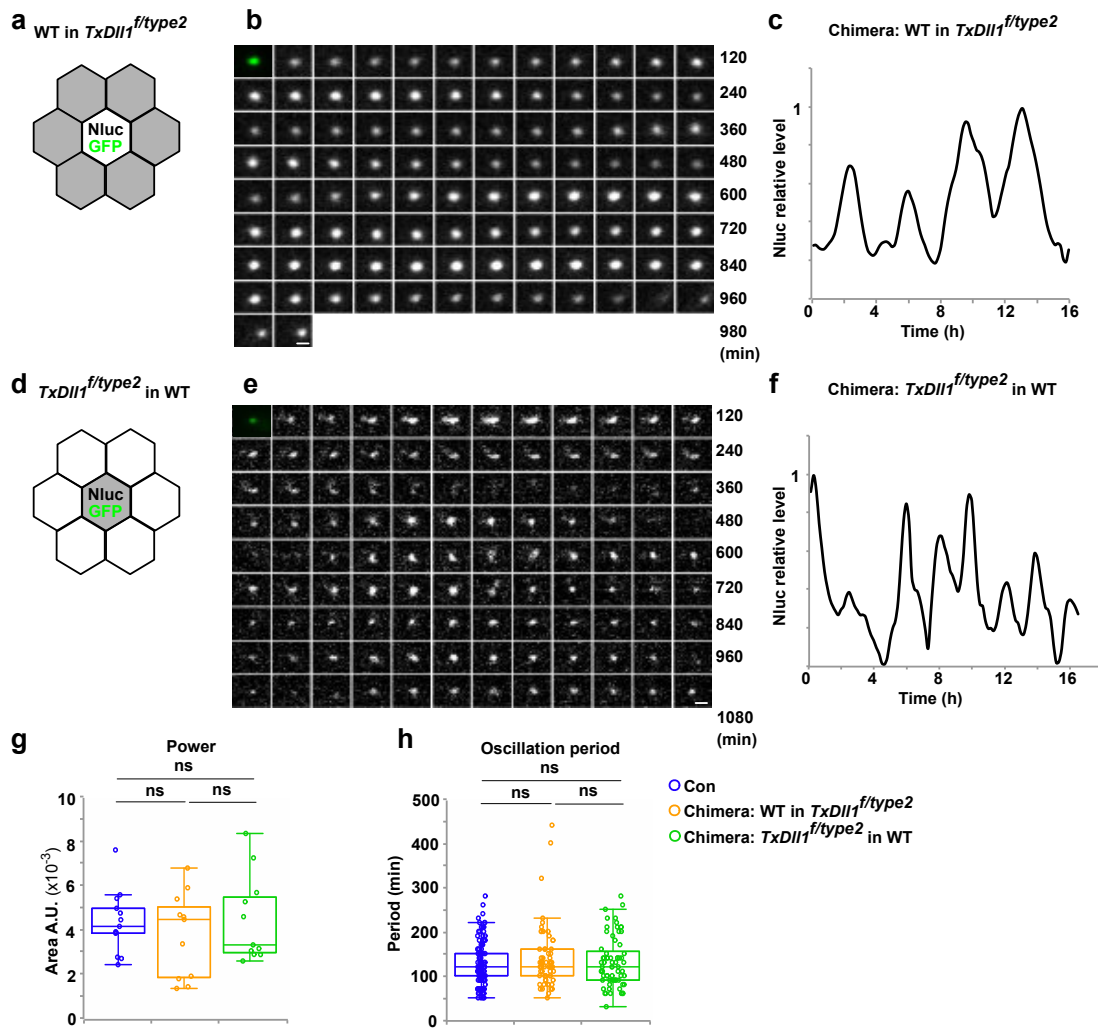 a
WT in TxDll1f/type2
Nluc
GFP
b
120
240
360
480
600
720
840
960
980
(min)
c
Chimera: WT in TxDll1f/type2
Nluc relative level
1
0 4 8 12 16
Time (h)
d
TxDll1f/type2 in WT
Nluc
GFP
e
120
240
360
480
600
720
840
960
1080
(min)
f
Chimera: TxDll1f/type2 in WT
Nluc relative level
1
0 4 8 12 16
Time (h)
g
Power
ns
ns ns
Area A.U. (x10-3)
10
8
6
4
2
0
h
Oscillation period
ns
ns ns
Period (min)
500
400
300
200
100
0
Con
Chimera: WT in TxDll1f/type2
Chimera: TxDll1f/type2 in WT